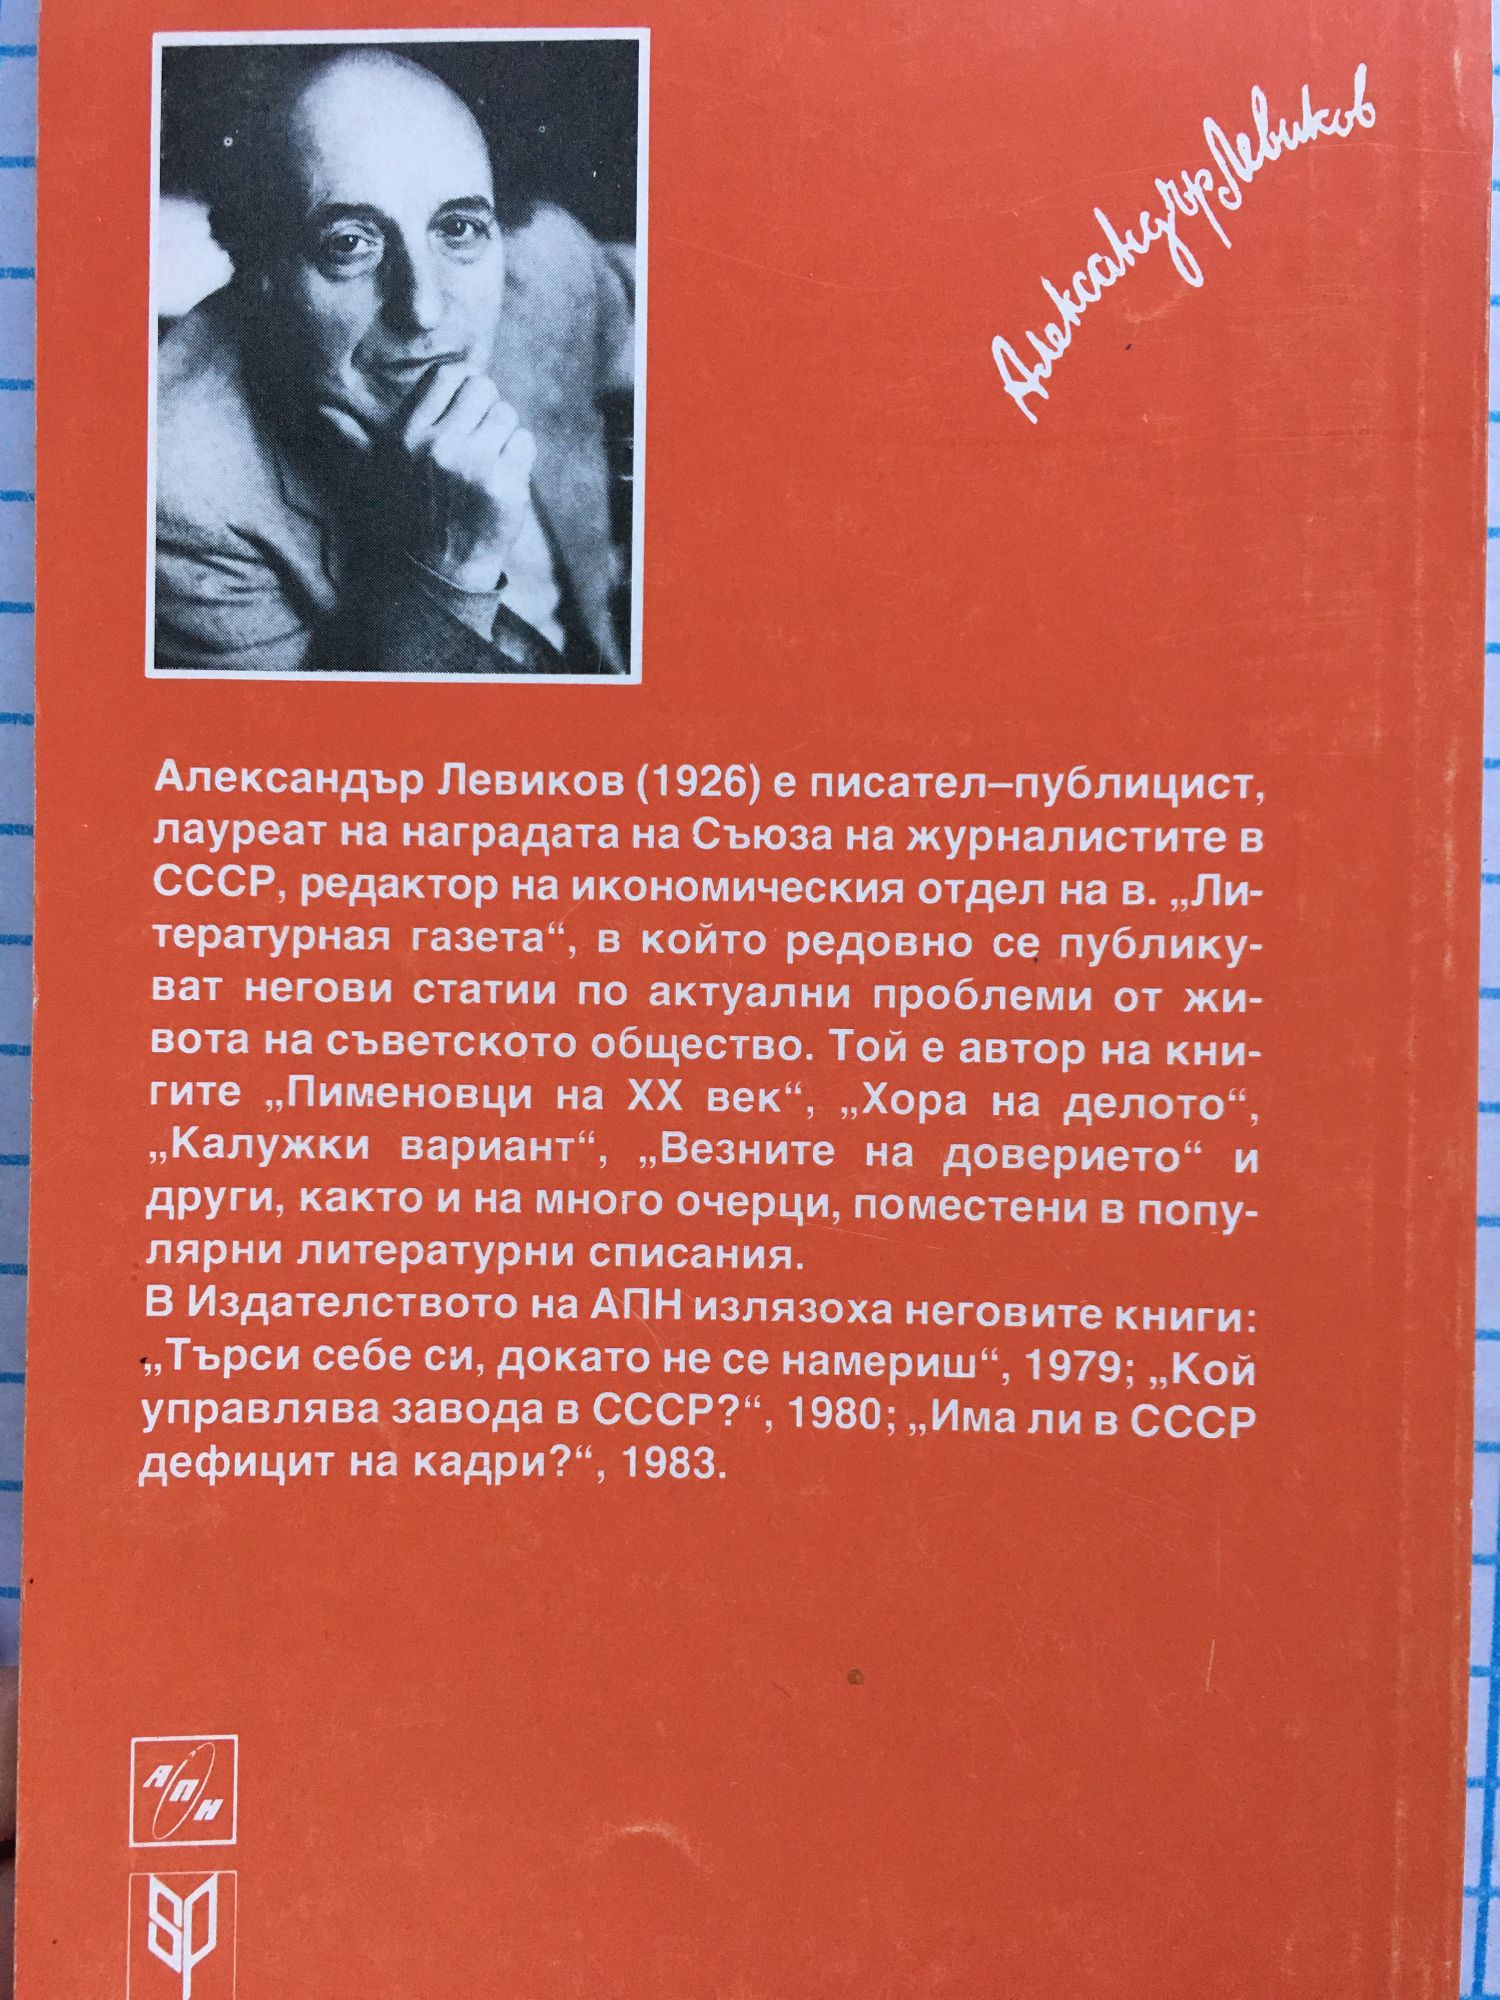 Александър Левиков
Александър Левиков (1926) е писател–публицист,
лауреат на наградата на Съюза на журналистите в
СССР, редактор на икономическия отдел на в. „Ли-
тературная газета“, в който редовно се публику-
ват негови статии по актуални проблеми от жи-
вота на съветското общество. Той е автор на кни-
гите „Пименовци на XX век“, „Хора на делото“,
„Калужки вариант“, „Везните на доверието“ и
други, както и на много очерци, поместени в попу-
лярни литературни списания.
В Издателството на АПН излязоха неговите книги:
„Търси себе си, докато не се намериш“, 1979; „Кой
управлява завода в СССР?“, 1980; „Има ли в СССР
дефицит на кадри?“, 1983.
АПН